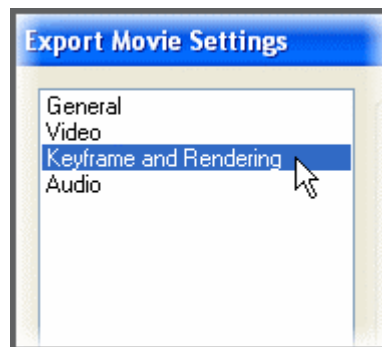 Export Movie Settings
General
Video
Keyframe and Rendering
Audio